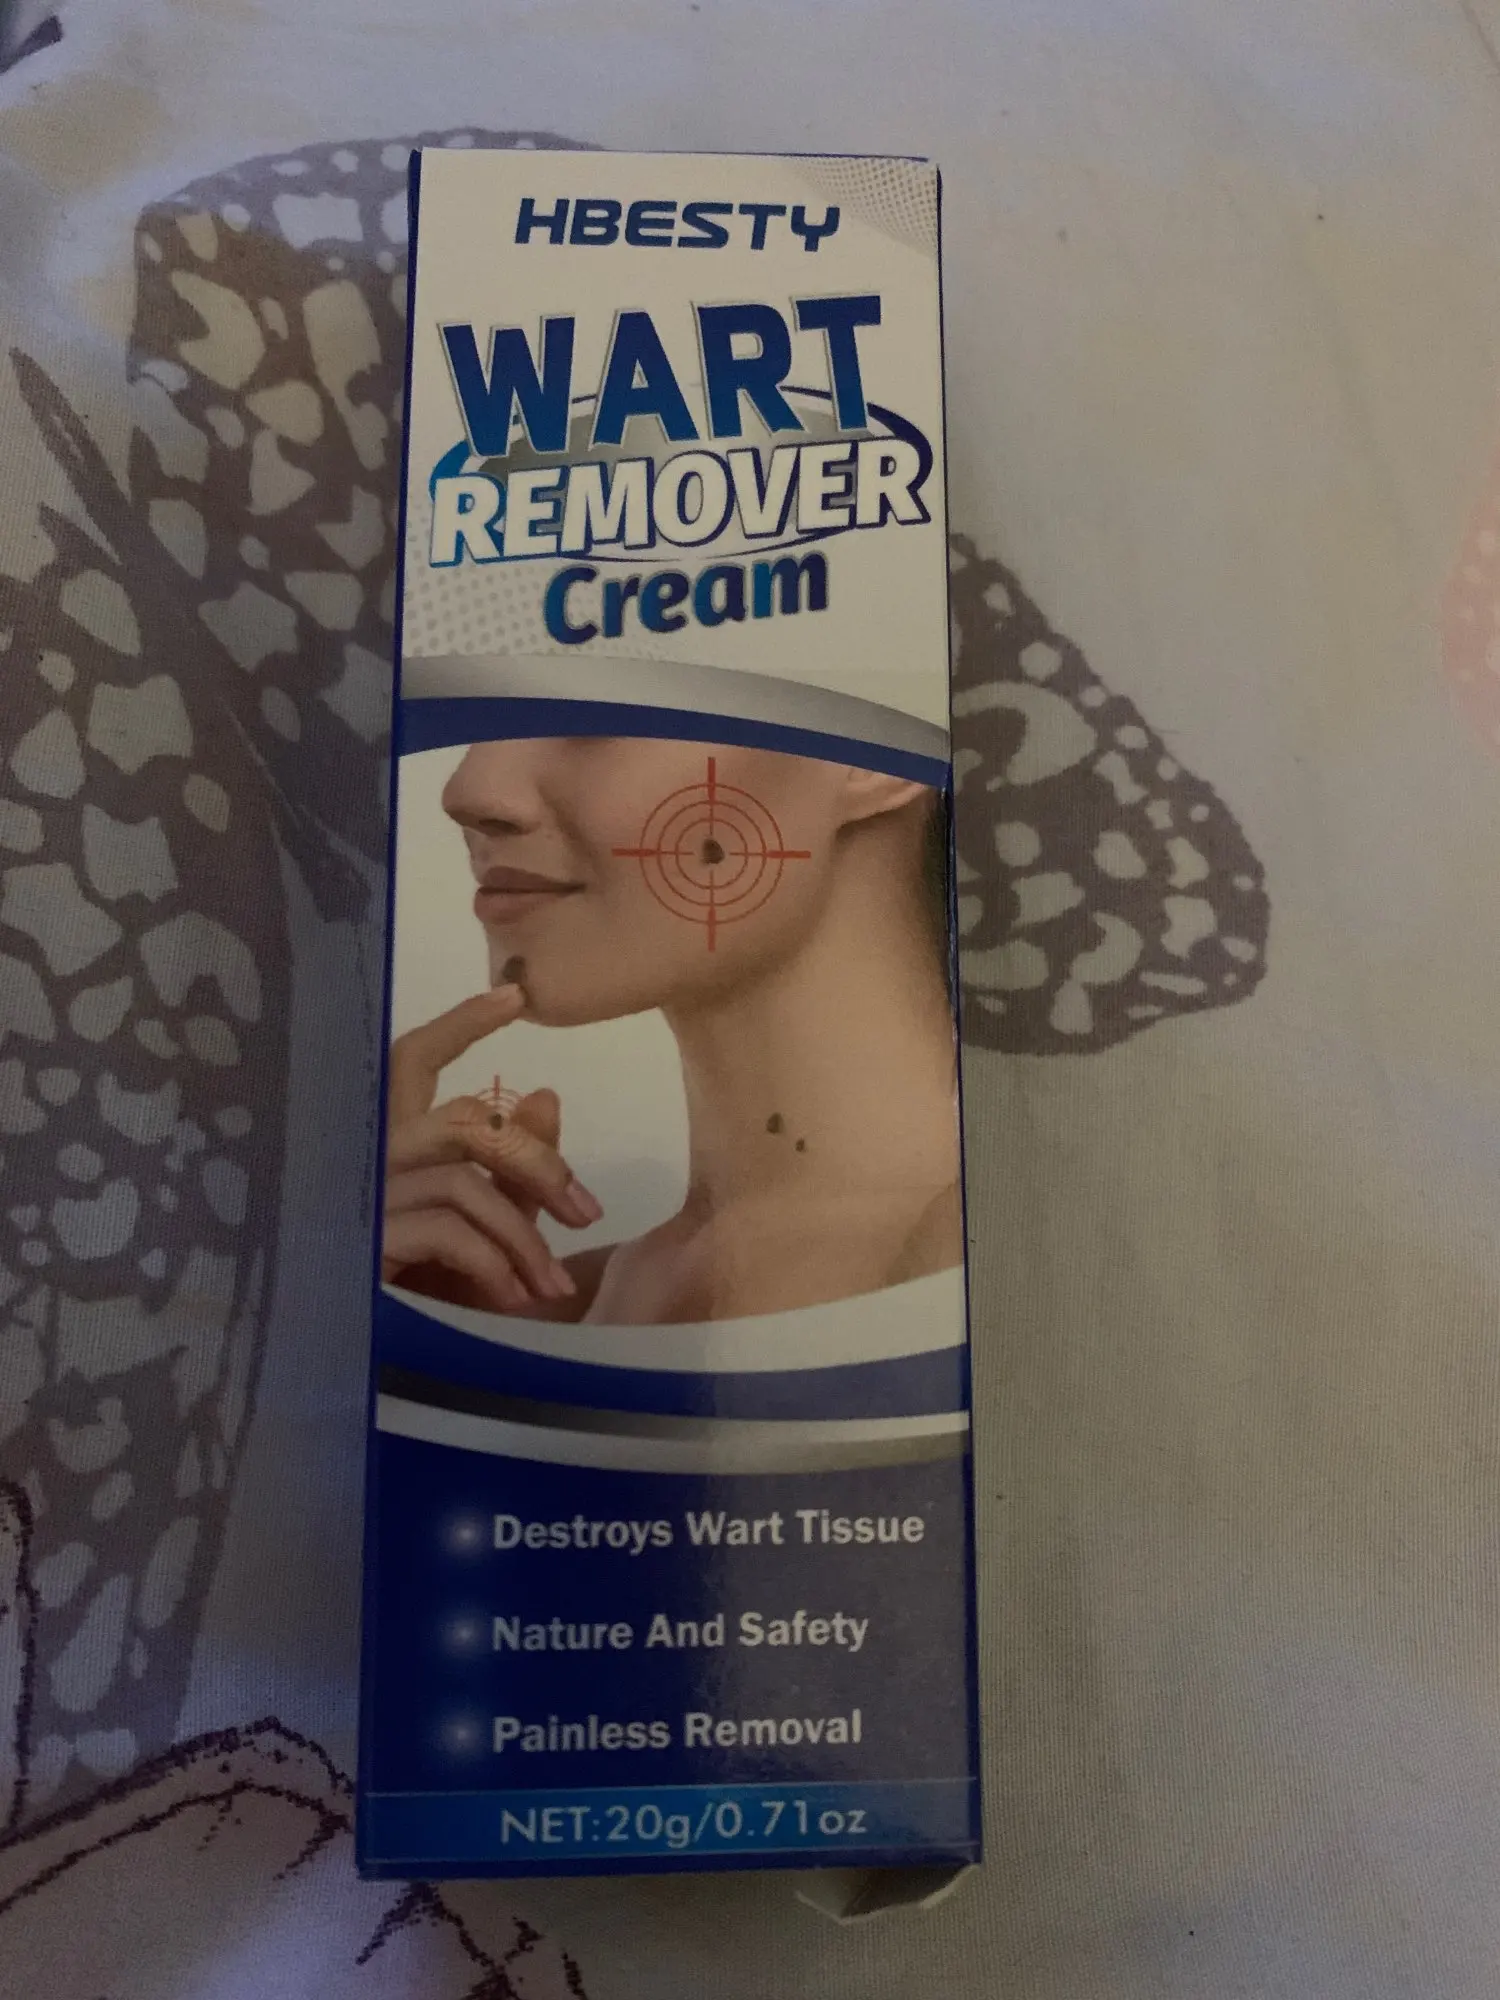 HBESTY
WART
REMOVER
Cream
Destroys Wart Tissue
Nature And Safety
Painless Removal
NET:20g/0.71oz